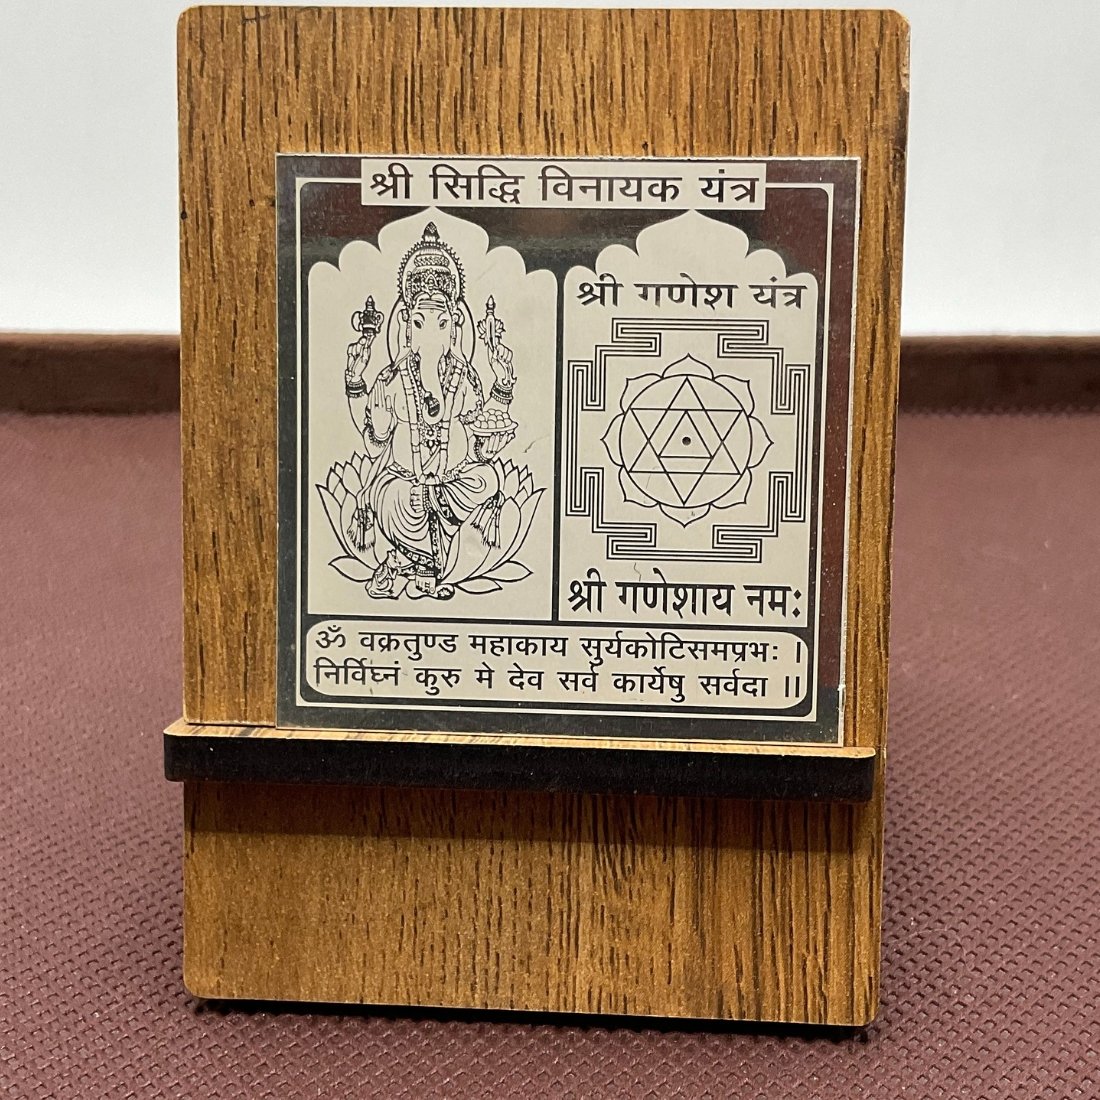 श्री सिद्धि विनायक यंत्र
श्री गणेश यंत्र
श्री गणेशाय नमः
ॐ वक्रतुण्ड महाकाय सुर्यकोटिसमप्रभः ।
निर्विघ्नं कुरु मे देव सर्व कार्येषु सर्वदा ।।